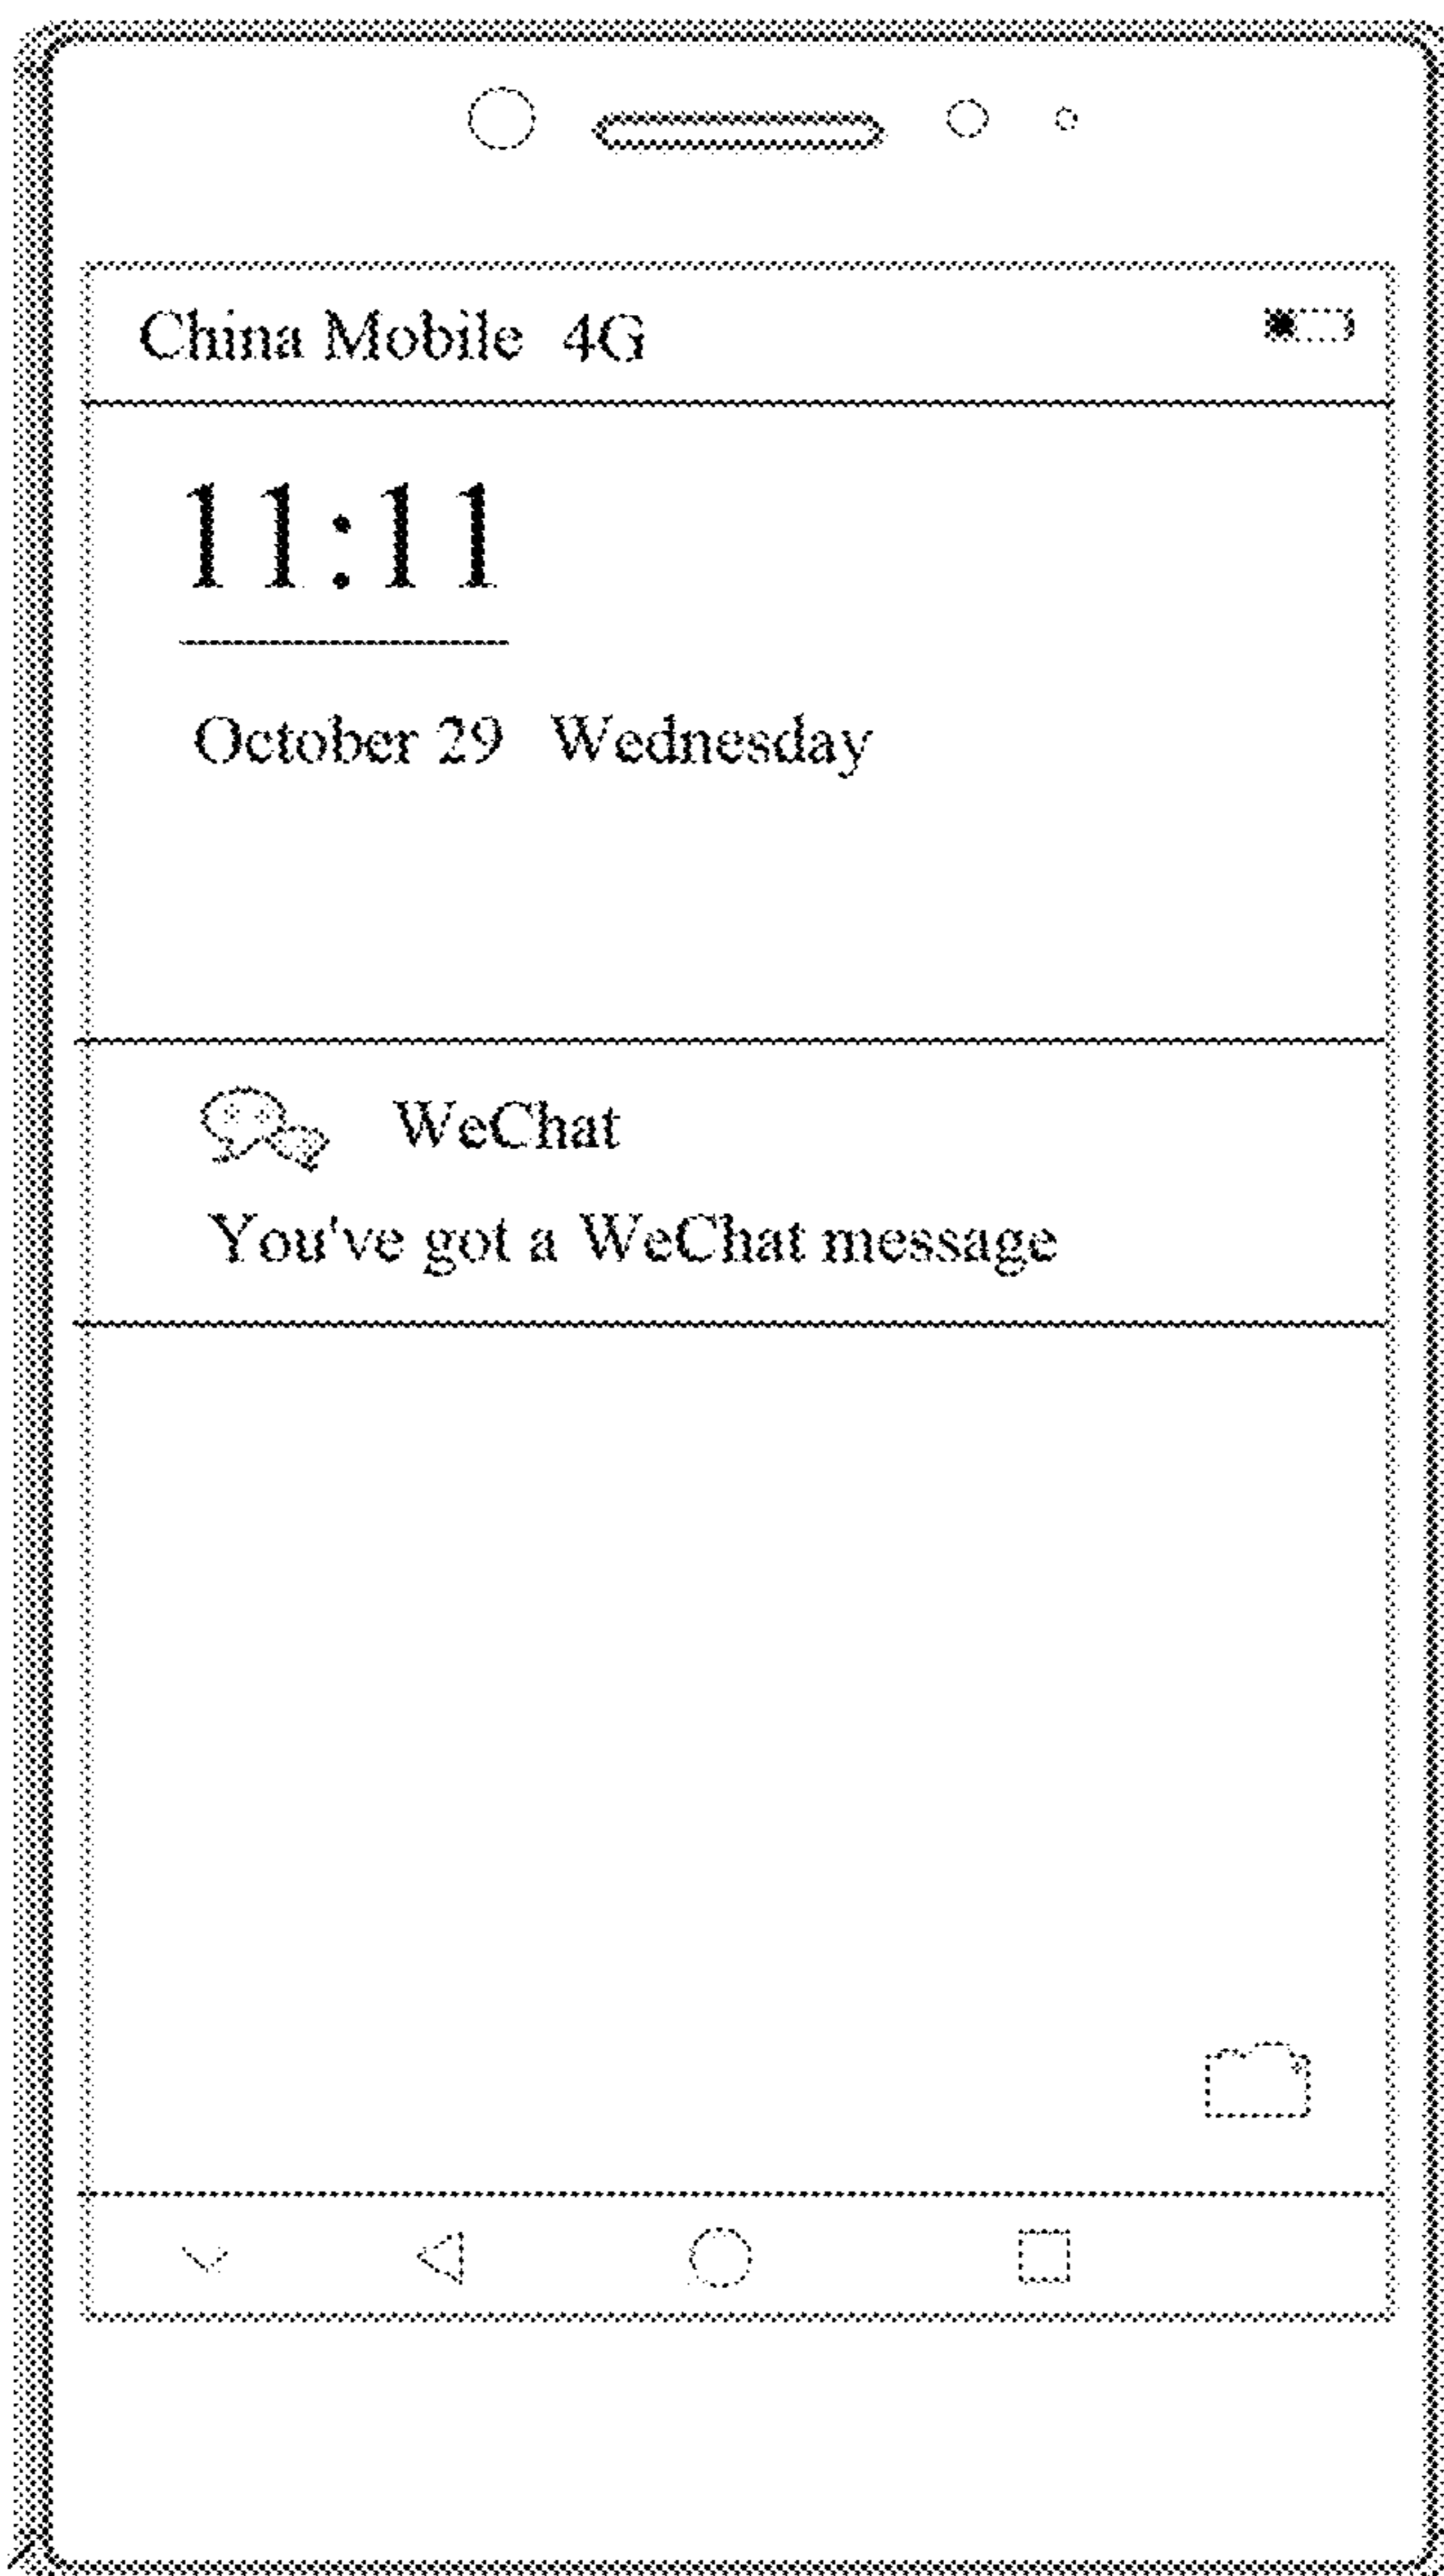 China Mobile 4G
11:11
October 29 Wednesday
WeChat
You've got a WeChat message